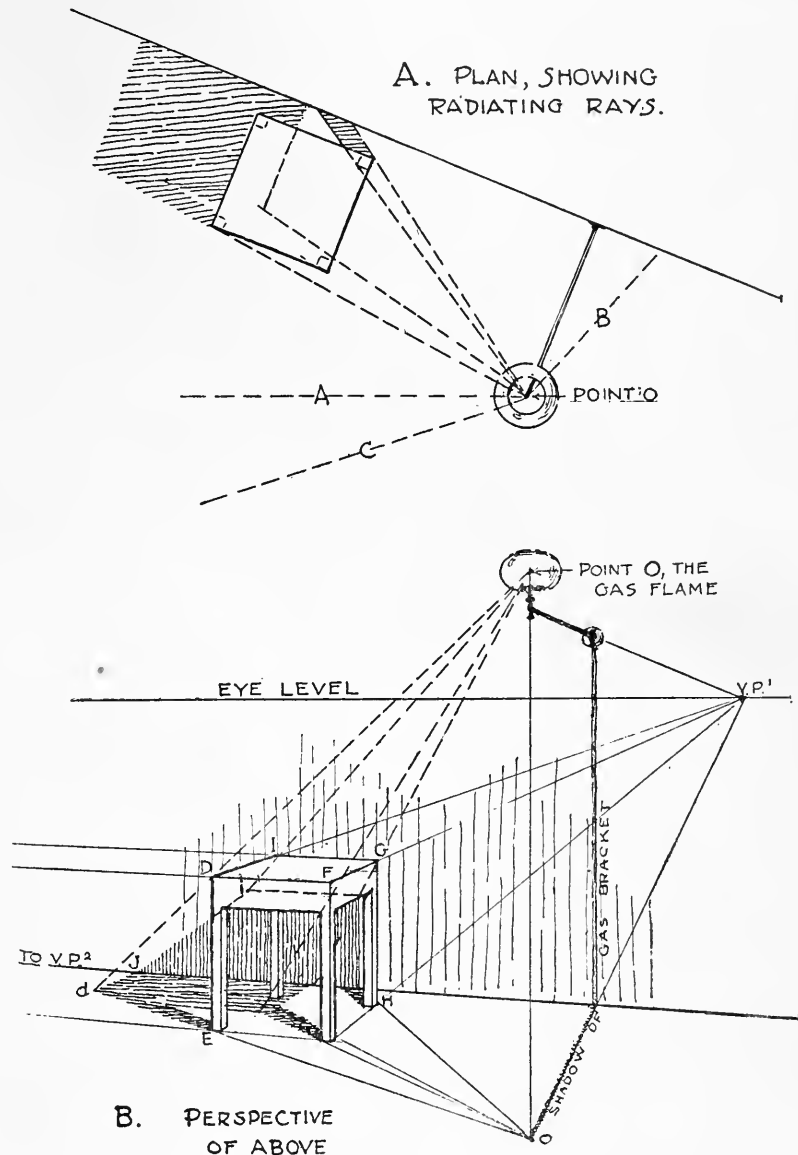 A. PLAN, SHOWING
RADIATING RAYS.
B
A
POINT:O
C
POINT O, THE
GAS FLAME
EYE LEVEL
V.P.¹
I
G
D
F
GAS BRACKET
TO V.P.²
J
d
H
E
SHADOW OF
O
B. PERSPECTIVE
OF ABOVE